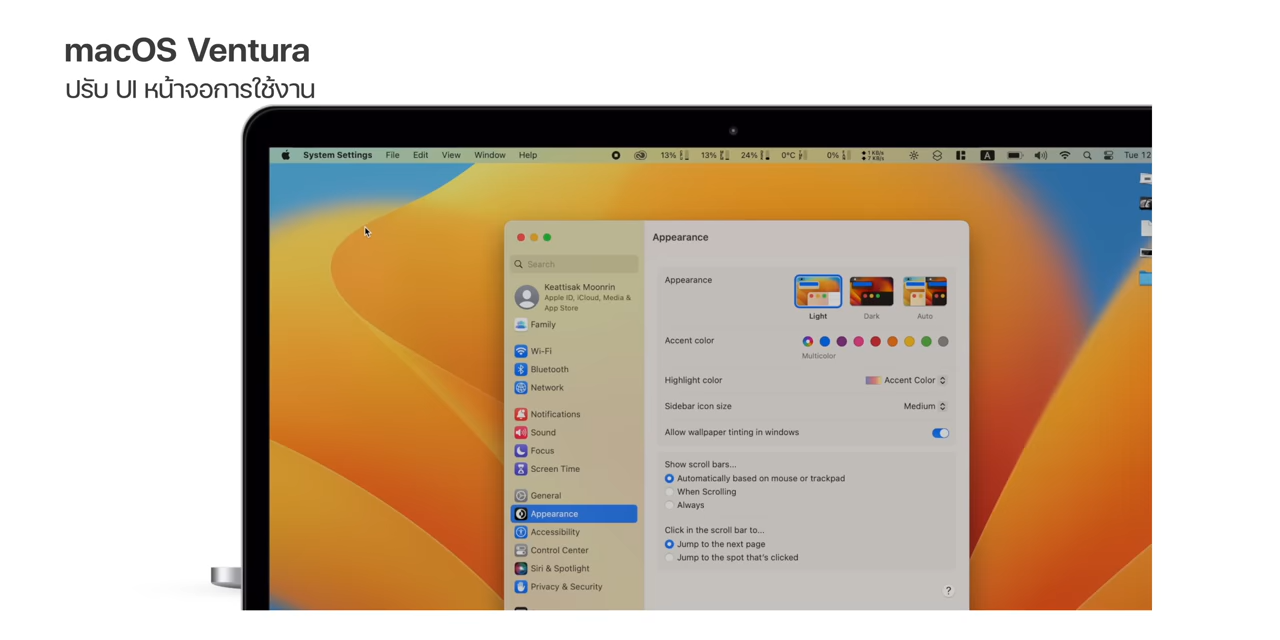 macOS Ventura
ปรับ UI หน้าจอการใช้งาน
System Settings File Edit View Window Help 13% 13% 24% 0°C 0% 1 KB/s A Tue 12
7 KB/s
Appearance
Search
Keattisak Moonrin
Apple ID, iCloud, Media &
App Store
Family
Wi-Fi
Bluetooth
Network
Notifications
Sound
Focus
Screen Time
General
Appearance
Accessibility
Control Center
Siri & Spotlight
Privacy & Security
Appearance
Light Dark Auto
Accent color
Multicolor
Highlight color Accent Color
Sidebar icon size Medium
Allow wallpaper tinting in windows
Show scroll bars...
Automatically based on mouse or trackpad
When Scrolling
Always
Click in the scroll bar to...
Jump to the next page
Jump to the spot that's clicked
?